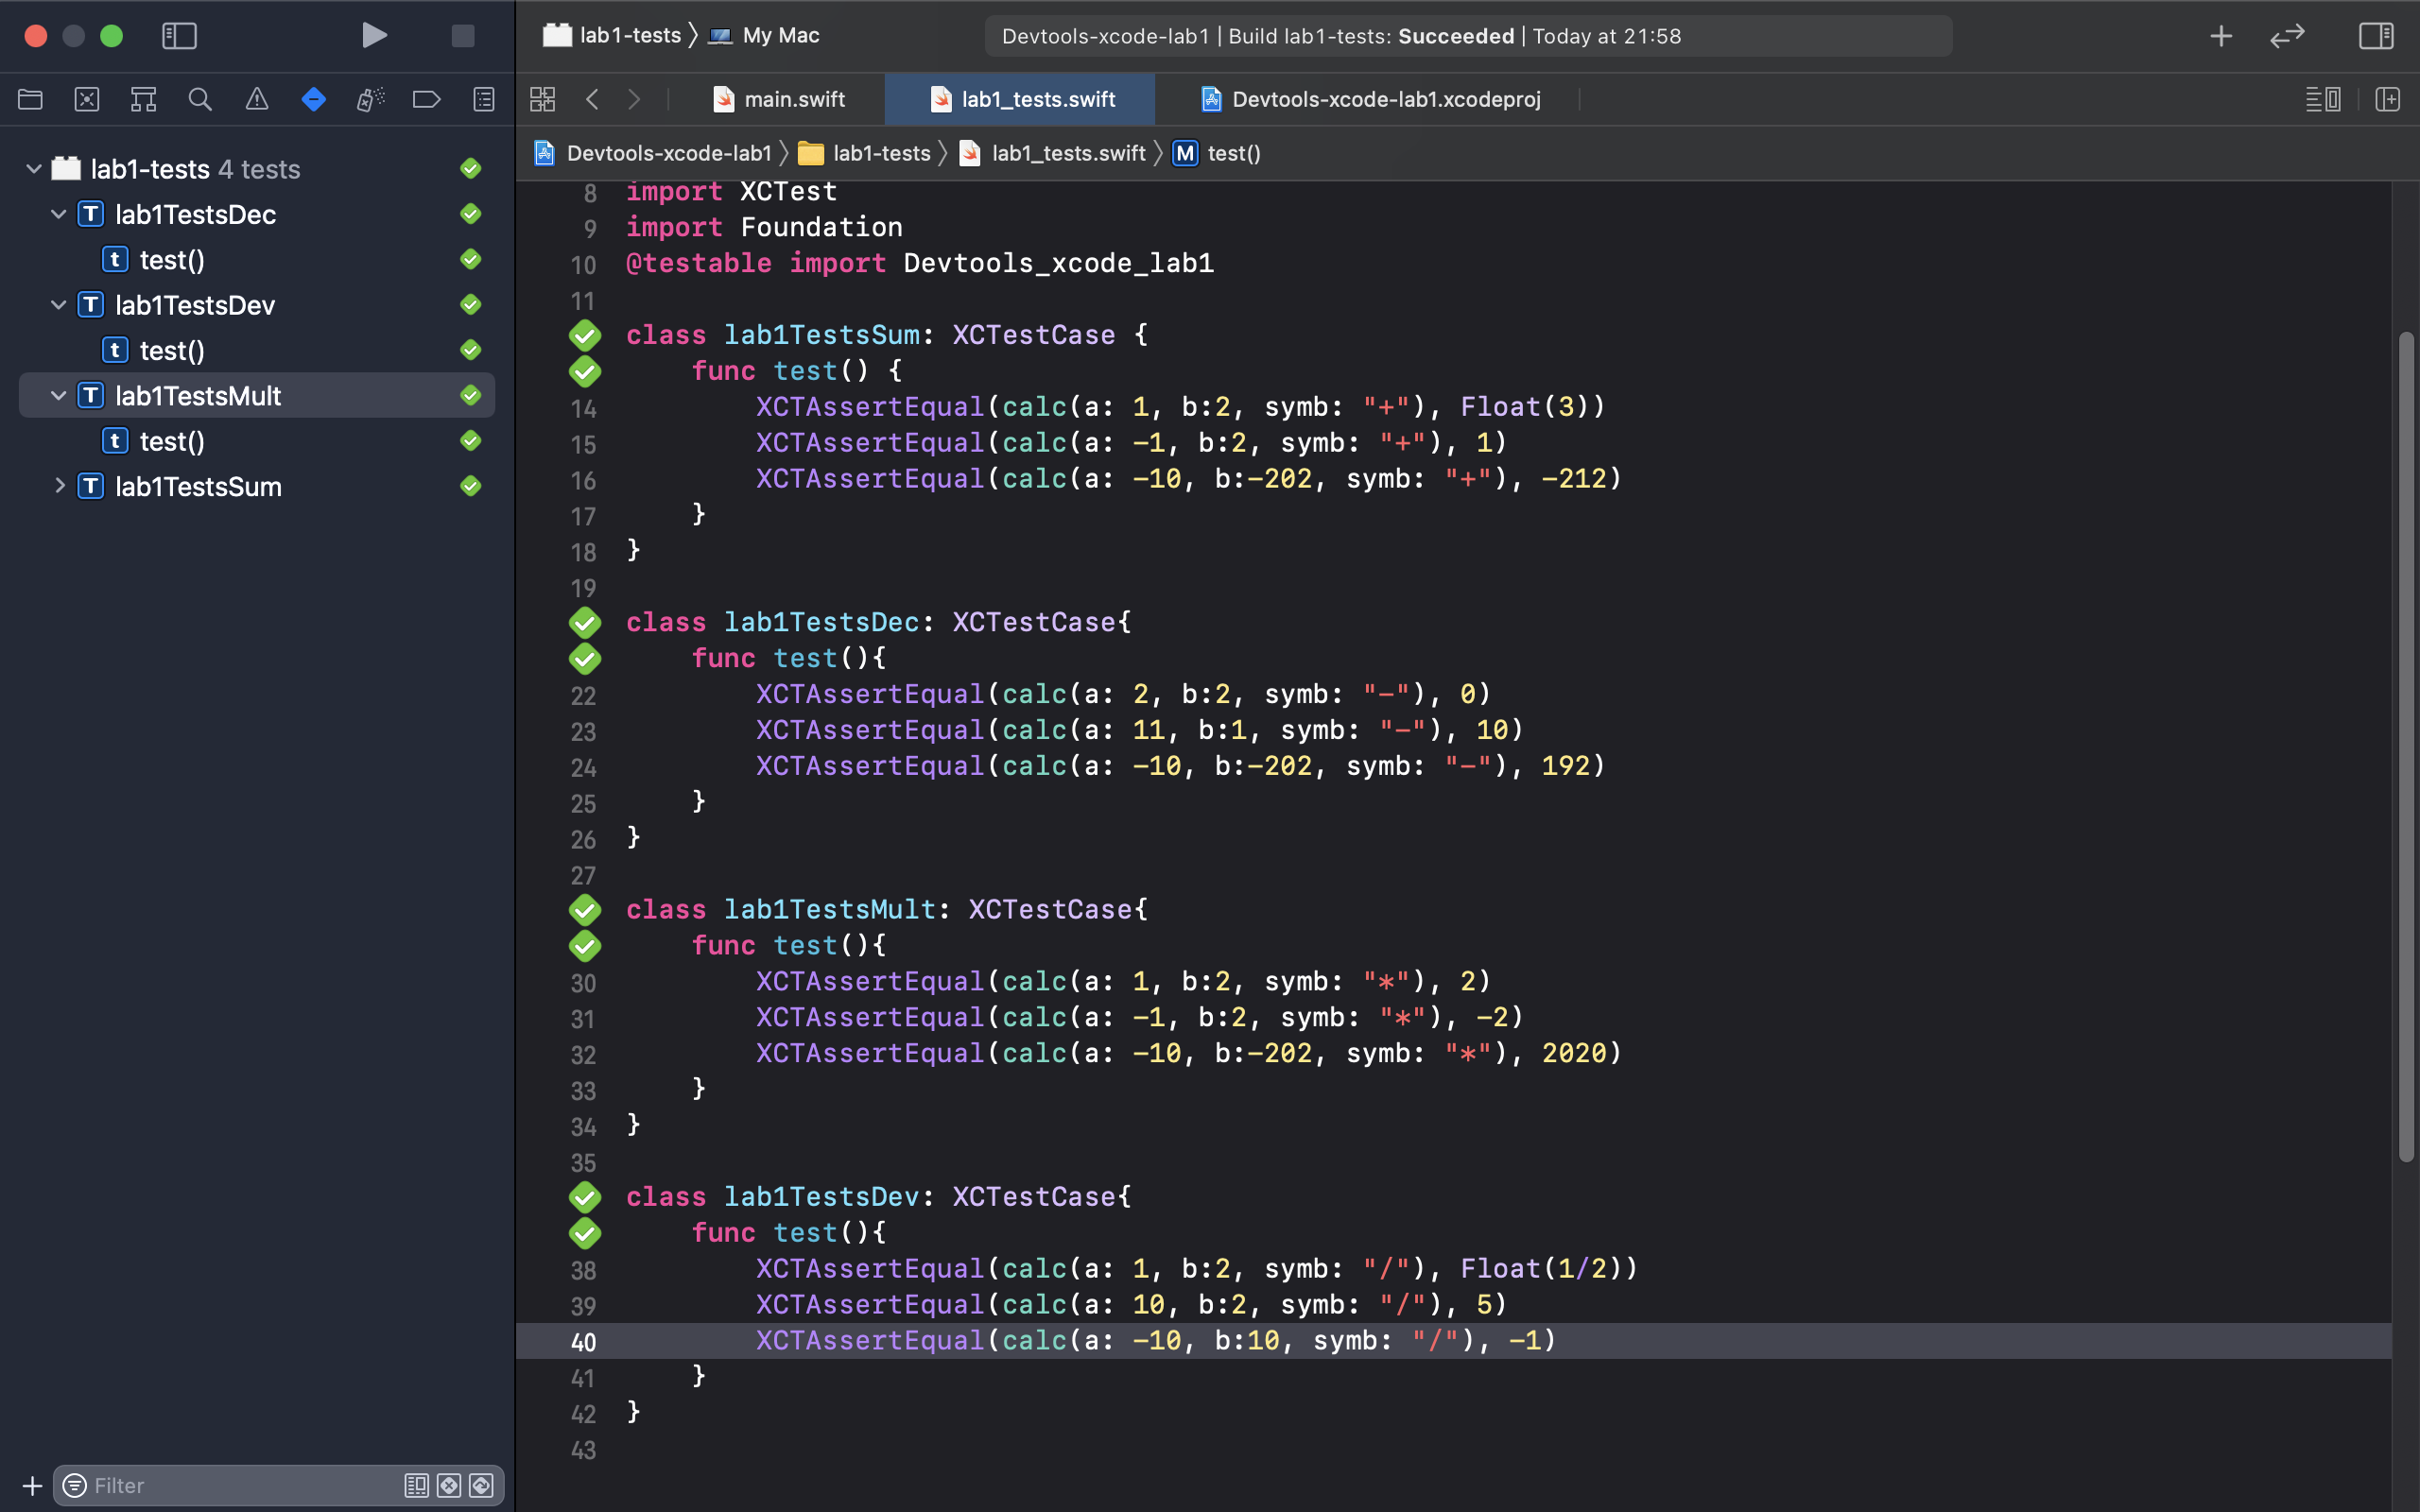 lab1-tests 〉 My Mac
Devtools-xcode-lab1 | Build lab1-tests: Succeeded | Today at 21:58
main.swift
lab1_tests.swift
Devtools-xcode-lab1.xcodeproj
Devtools-xcode-lab1 〉 lab1-tests 〉 lab1_tests.swift 〉 M test()
lab1-tests 4 tests
T lab1TestsDec
t test()
T lab1TestsDev
t test()
T lab1TestsMult
t test()
T lab1TestsSum
Filter
8 import XCTest
9 import Foundation
10 @testable import Devtools_xcode_lab1
11
class lab1TestsSum: XCTestCase {
    func test() {
14         XCTAssertEqual(calc(a: 1, b:2, symb: "+"), Float(3))
15         XCTAssertEqual(calc(a: -1, b:2, symb: "+"), 1)
16         XCTAssertEqual(calc(a: -10, b:-202, symb: "+"), -212)
17     }
18 }
19
class lab1TestsDec: XCTestCase{
    func test(){
22         XCTAssertEqual(calc(a: 2, b:2, symb: "-"), 0)
23         XCTAssertEqual(calc(a: 11, b:1, symb: "-"), 10)
24         XCTAssertEqual(calc(a: -10, b:-202, symb: "-"), 192)
25     }
26 }
27
class lab1TestsMult: XCTestCase{
    func test(){
30         XCTAssertEqual(calc(a: 1, b:2, symb: "*"), 2)
31         XCTAssertEqual(calc(a: -1, b:2, symb: "*"), -2)
32         XCTAssertEqual(calc(a: -10, b:-202, symb: "*"), 2020)
33     }
34 }
35
class lab1TestsDev: XCTestCase{
    func test(){
38         XCTAssertEqual(calc(a: 1, b:2, symb: "/"), Float(1/2))
39         XCTAssertEqual(calc(a: 10, b:2, symb: "/"), 5)
40         XCTAssertEqual(calc(a: -10, b:10, symb: "/"), -1)
41     }
42 }
43